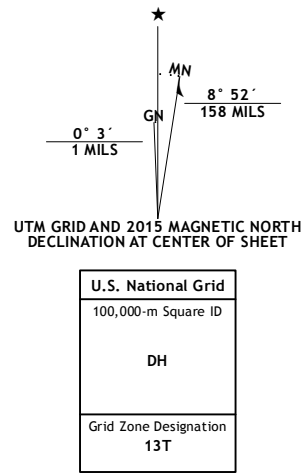 ★
MN
GN
8° 52´
158 MILS
0° 3´
1 MILS
UTM GRID AND 2015 MAGNETIC NORTH
DECLINATION AT CENTER OF SHEET
U.S. National Grid
100,000-m Square ID
DH
Grid Zone Designation
13T